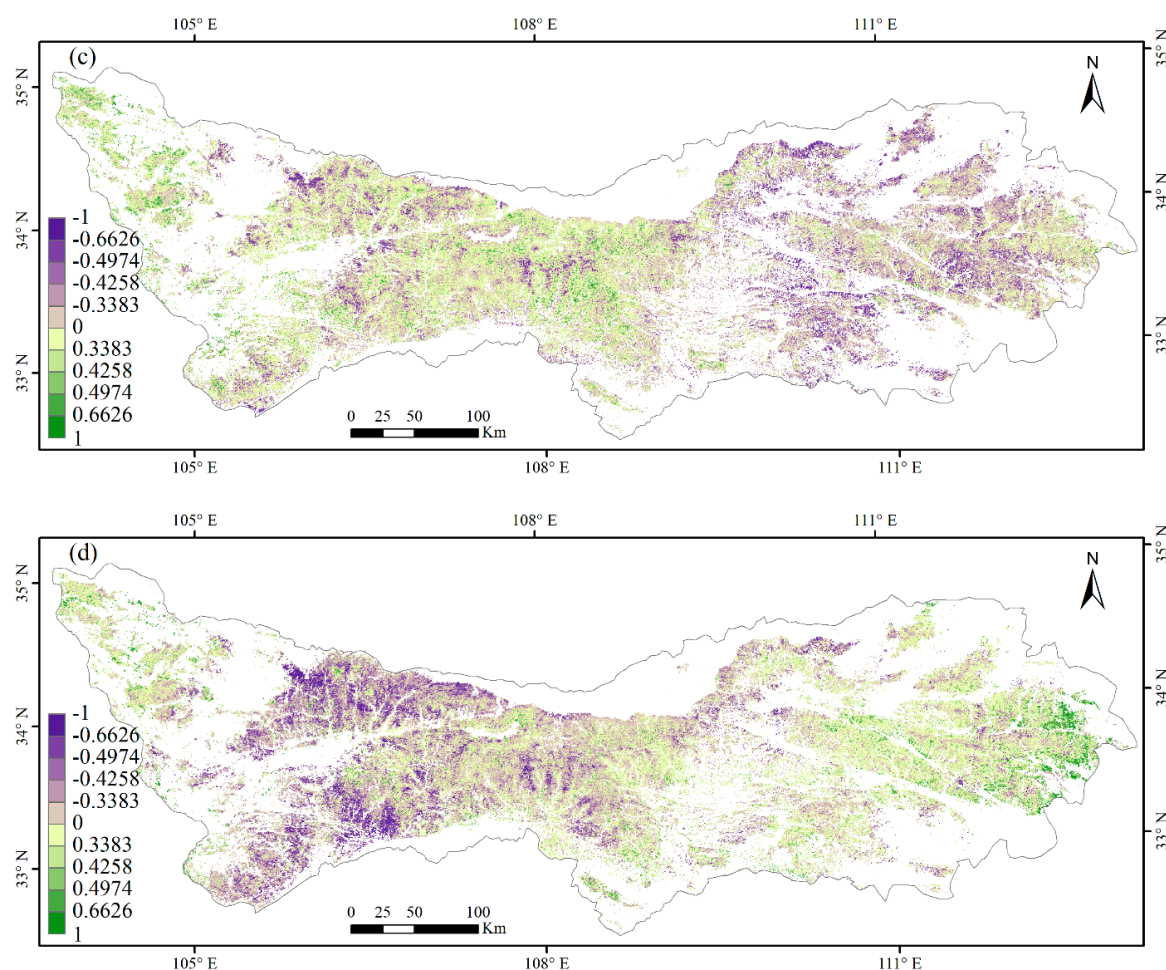 105° E 108° E 111° E
(c)
N
35° N
35° N
34° N
34° N
33° N
33° N
-1
-0.6626
-0.4974
-0.4258
-0.3383
0
0.3383
0.4258
0.4974
0.6626
1
0 25 50 100
Km
105° E 108° E 111° E
105° E 108° E 111° E
(d)
N
35° N
35° N
34° N
34° N
33° N
33° N
-1
-0.6626
-0.4974
-0.4258
-0.3383
0
0.3383
0.4258
0.4974
0.6626
1
0 25 50 100
Km
105° E 108° E 111° E